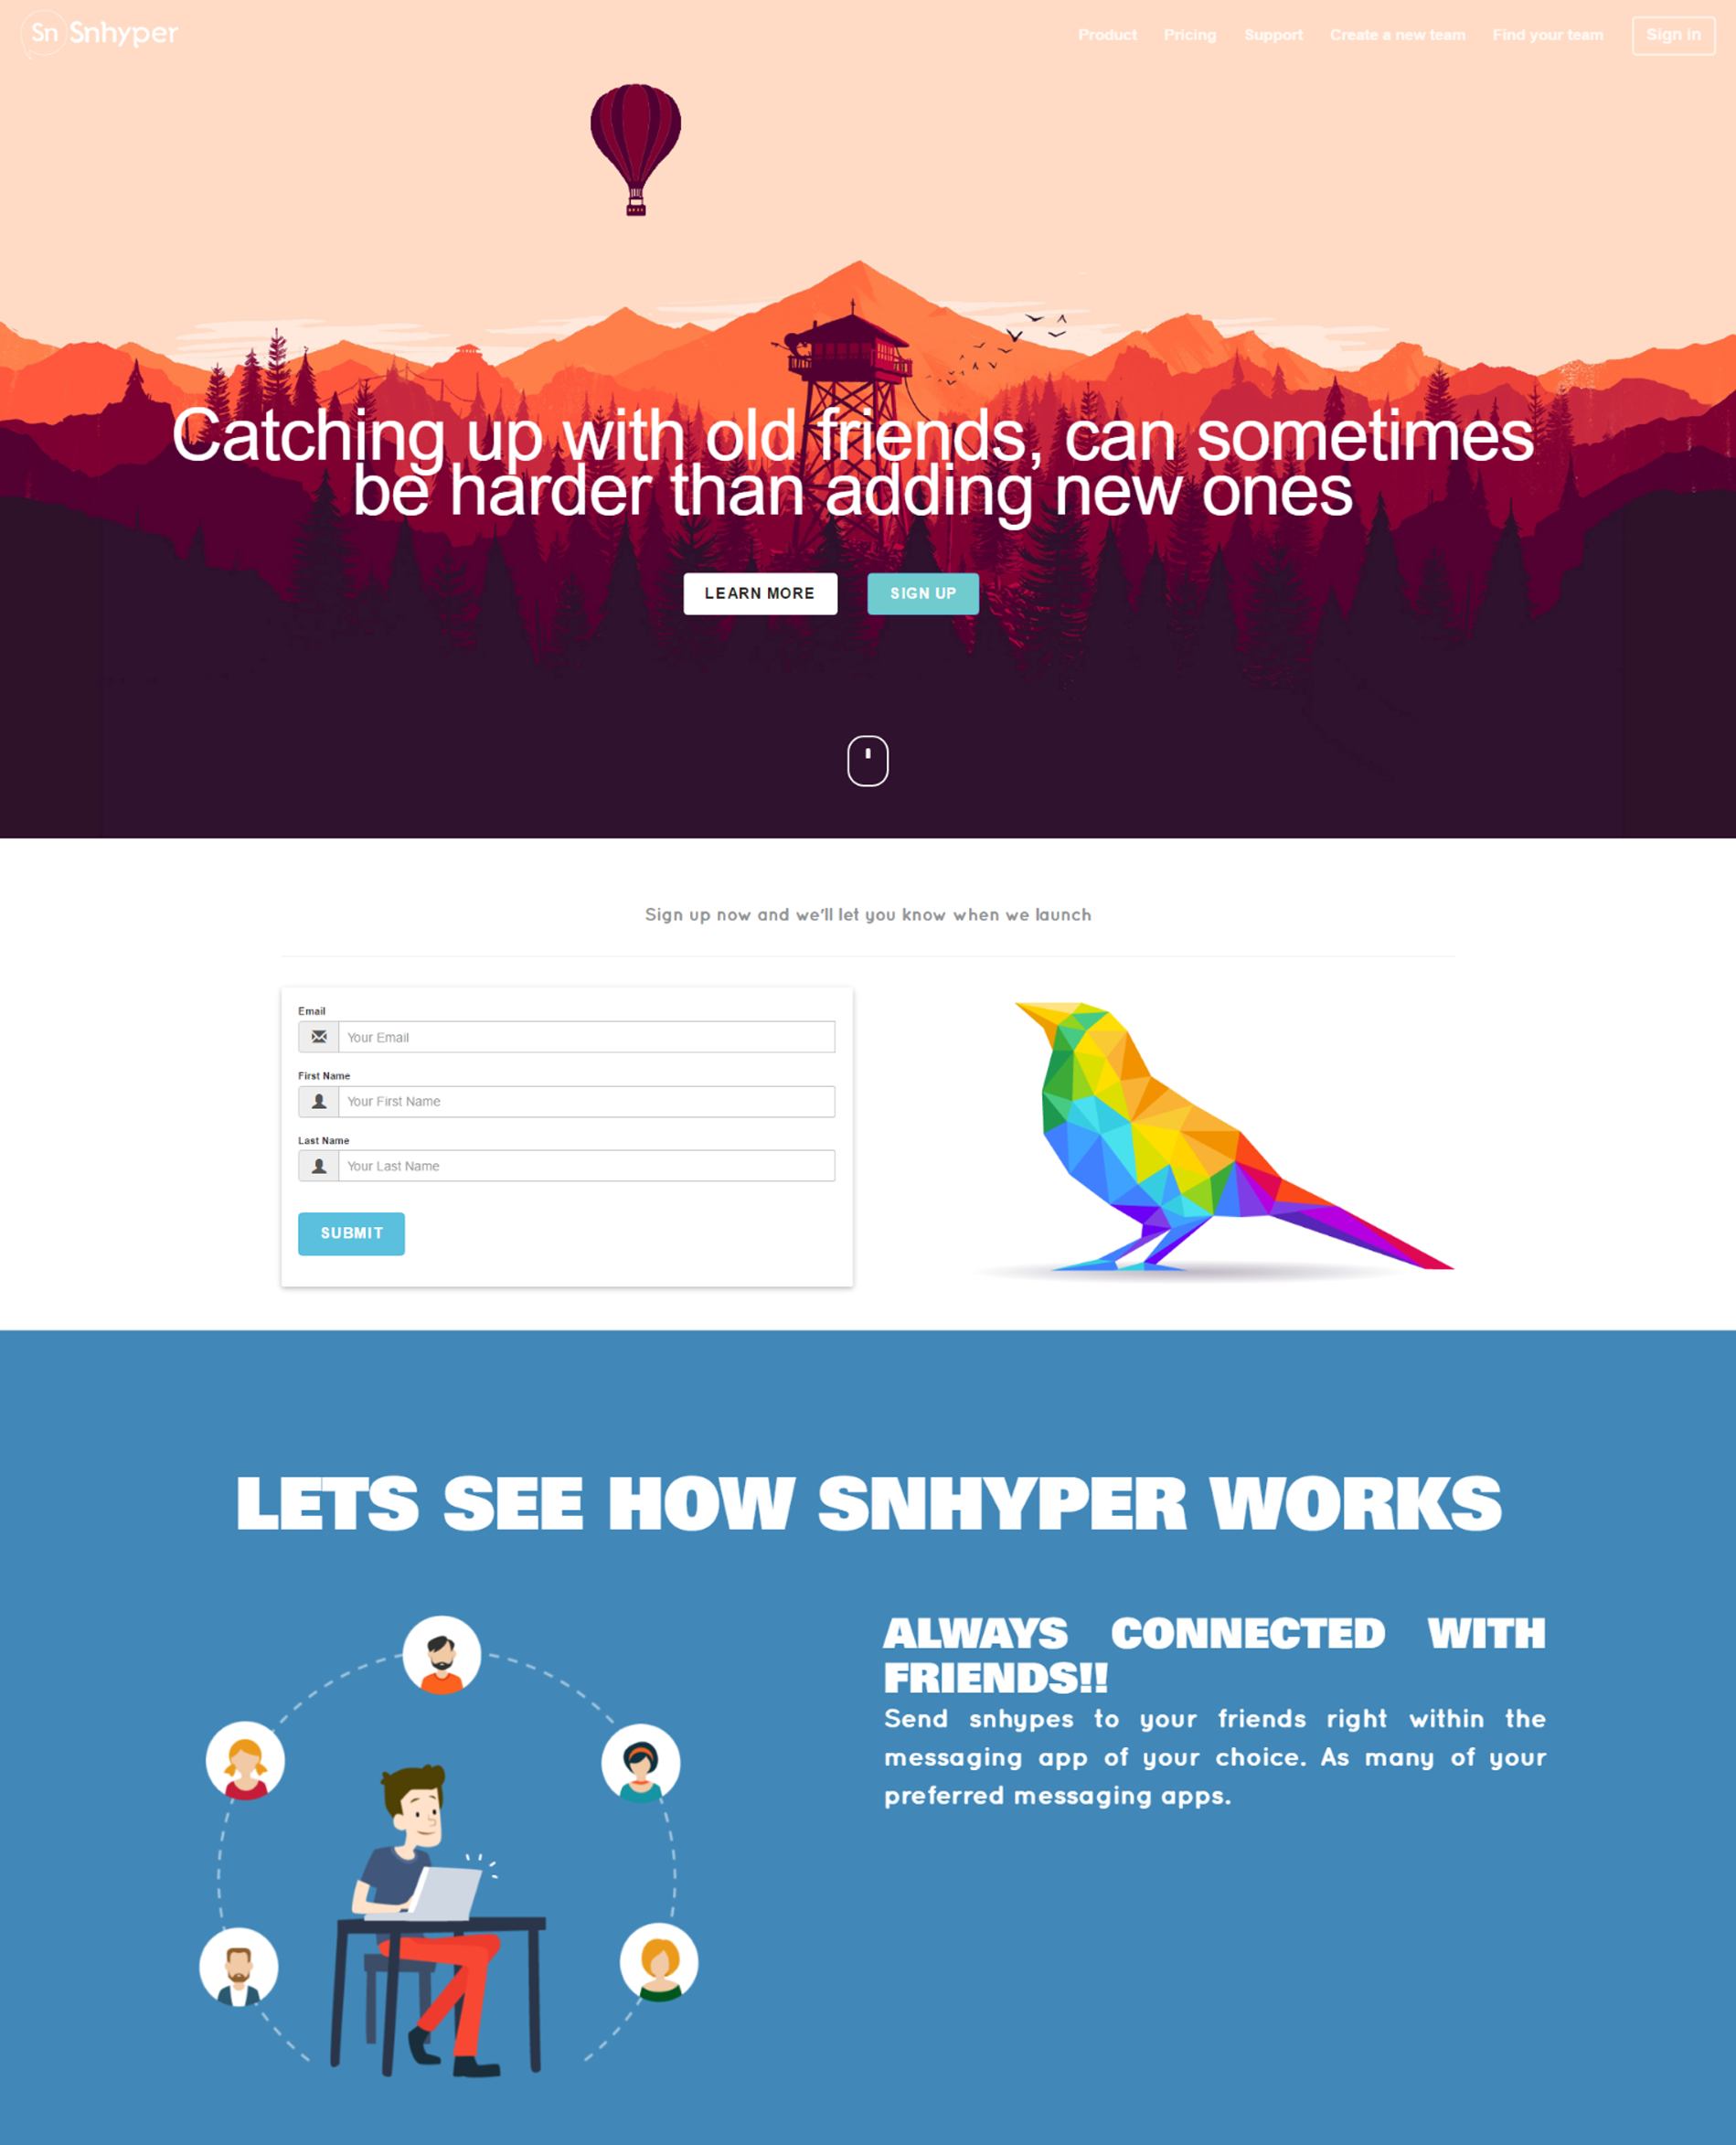 Sn Snhyper
Product Pricing Support Create a new team Find your team Sign in
Catching up with old friends, can sometimes
be harder than adding new ones
LEARN MORE SIGN UP
Sign up now and we'll let you know when we launch
Email
Your Email
First Name
Your First Name
Last Name
Your Last Name
SUBMIT
LETS SEE HOW SNHYPER WORKS
ALWAYS CONNECTED WITH
FRIENDS!!
Send snhypes to your friends right within the
messaging app of your choice. As many of your
preferred messaging apps.